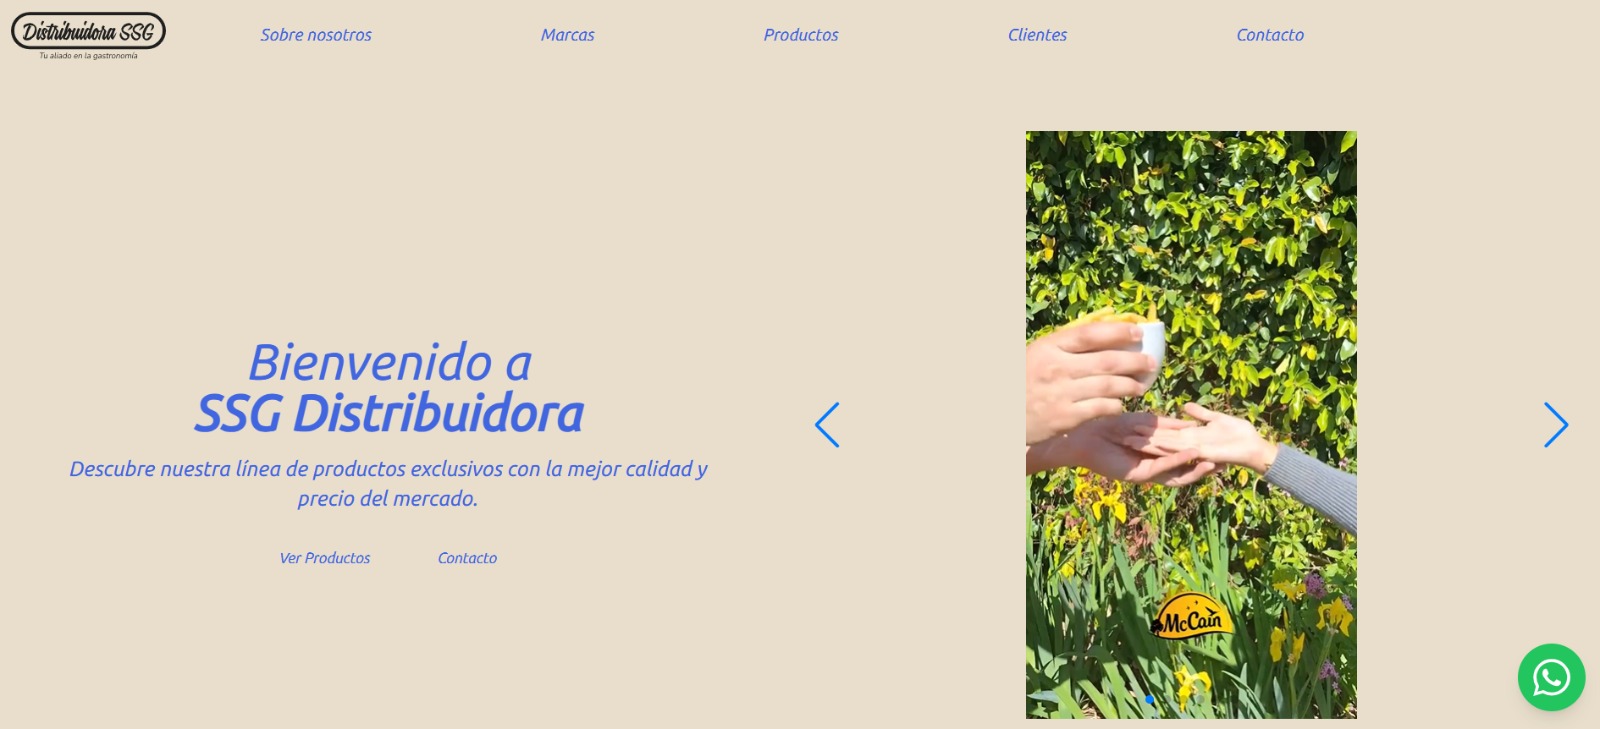 Distribuidora SSG
Tu aliado en la gastronomía
Sobre nosotros
Marcas
Productos
Clientes
Contacto
Bienvenido a
SSG Distribuidora
Descubre nuestra línea de productos exclusivos con la mejor calidad y
precio del mercado.
Ver Productos
Contacto
McCain